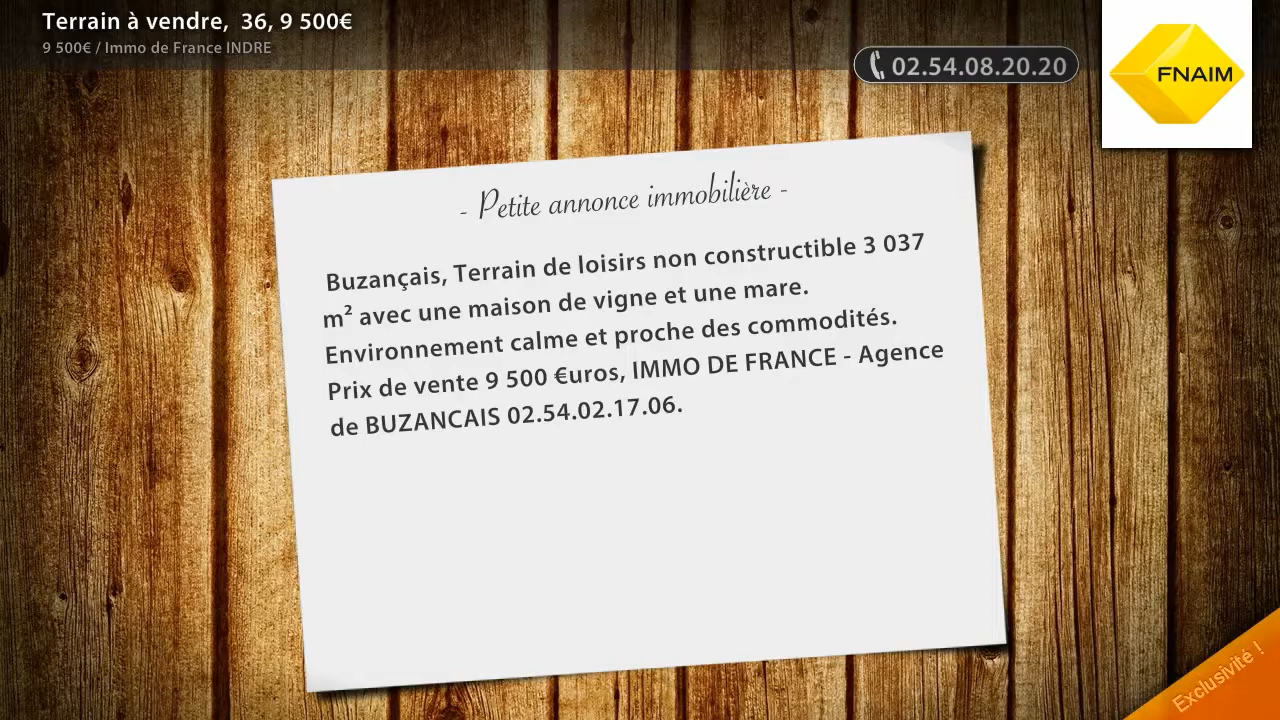 Terrain à vendre, 36, 9 500€
9 500€ / Immo de France INDRE
02.54.08.20.20
FNAIM
- Petite annonce immobilière -
Buzançais, Terrain de loisirs non constructible 3 037
m² avec une maison de vigne et une mare.
Environnement calme et proche des commodités.
Prix de vente 9 500 €uros, IMMO DE FRANCE - Agence
de BUZANCAIS 02.54.02.17.06.
Exclusivité !